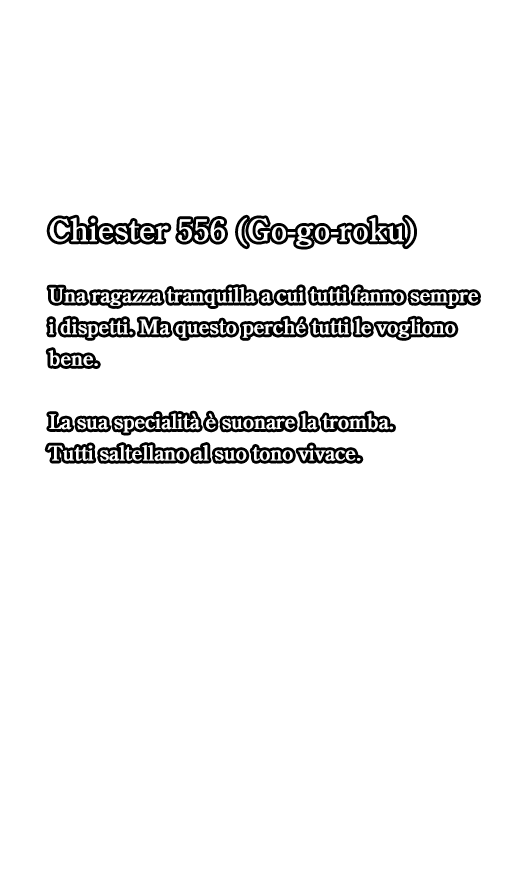 Chiester 556 (Go-go-roku)
Una ragazza tranquilla a cui tutti fanno sempre
i dispetti. Ma questo perché tutti le vogliono
bene.
La sua specialità è suonare la tromba.
Tutti saltellano al suo tono vivace.